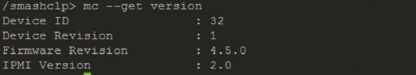 /smashclp> mc --get version
Device ID : 32
Device Revision : 1
Firmware Revision : 4.5.0
IPMI Version : 2.0